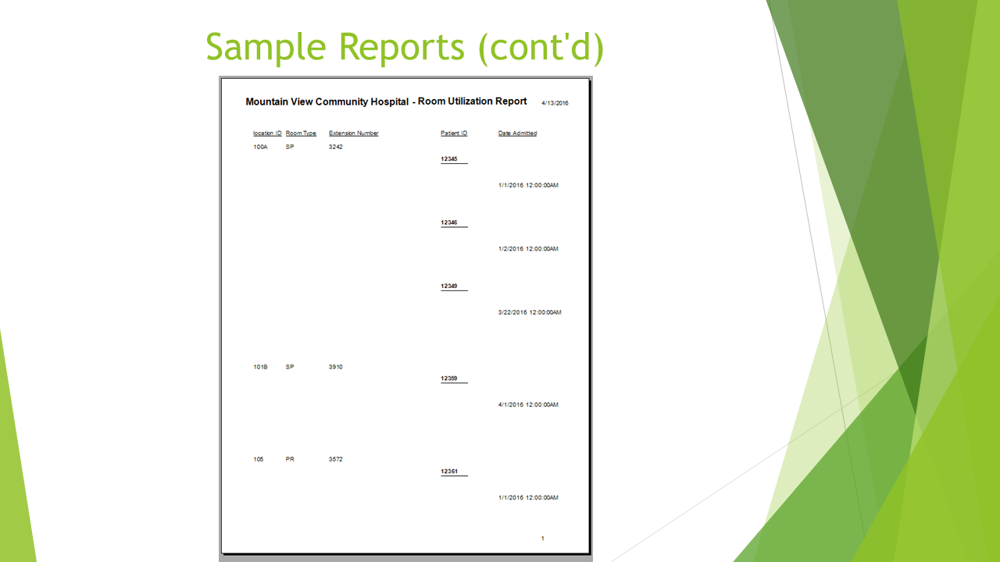 Sample Reports (cont'd)
Mountain View Community Hospital - Room Utilization Report 4/13/2016
location ID Room Type Extension Number Patient ID Date Admitted
100A SP 3242
12345
1/1/2016 12:00:00AM
12346
1/2/2016 12:00:00AM
12349
3/22/2016 12:00:00AM
101B SP 3910
12359
4/1/2016 12:00:00AM
105 PR 3572
12361
1/1/2016 12:00:00AM
1